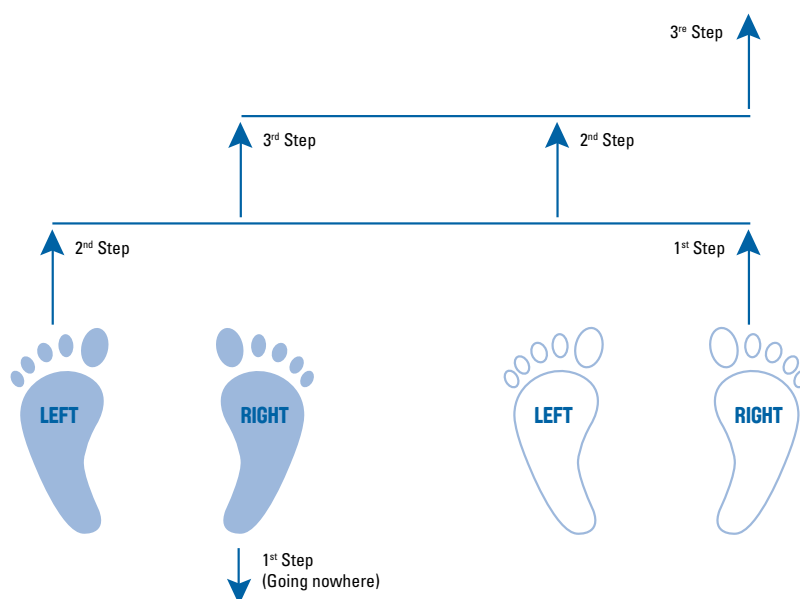 3re Step
3rd Step
2nd Step
2nd Step
1st Step
LEFT
RIGHT
LEFT
RIGHT
1st Step
(Going nowhere)